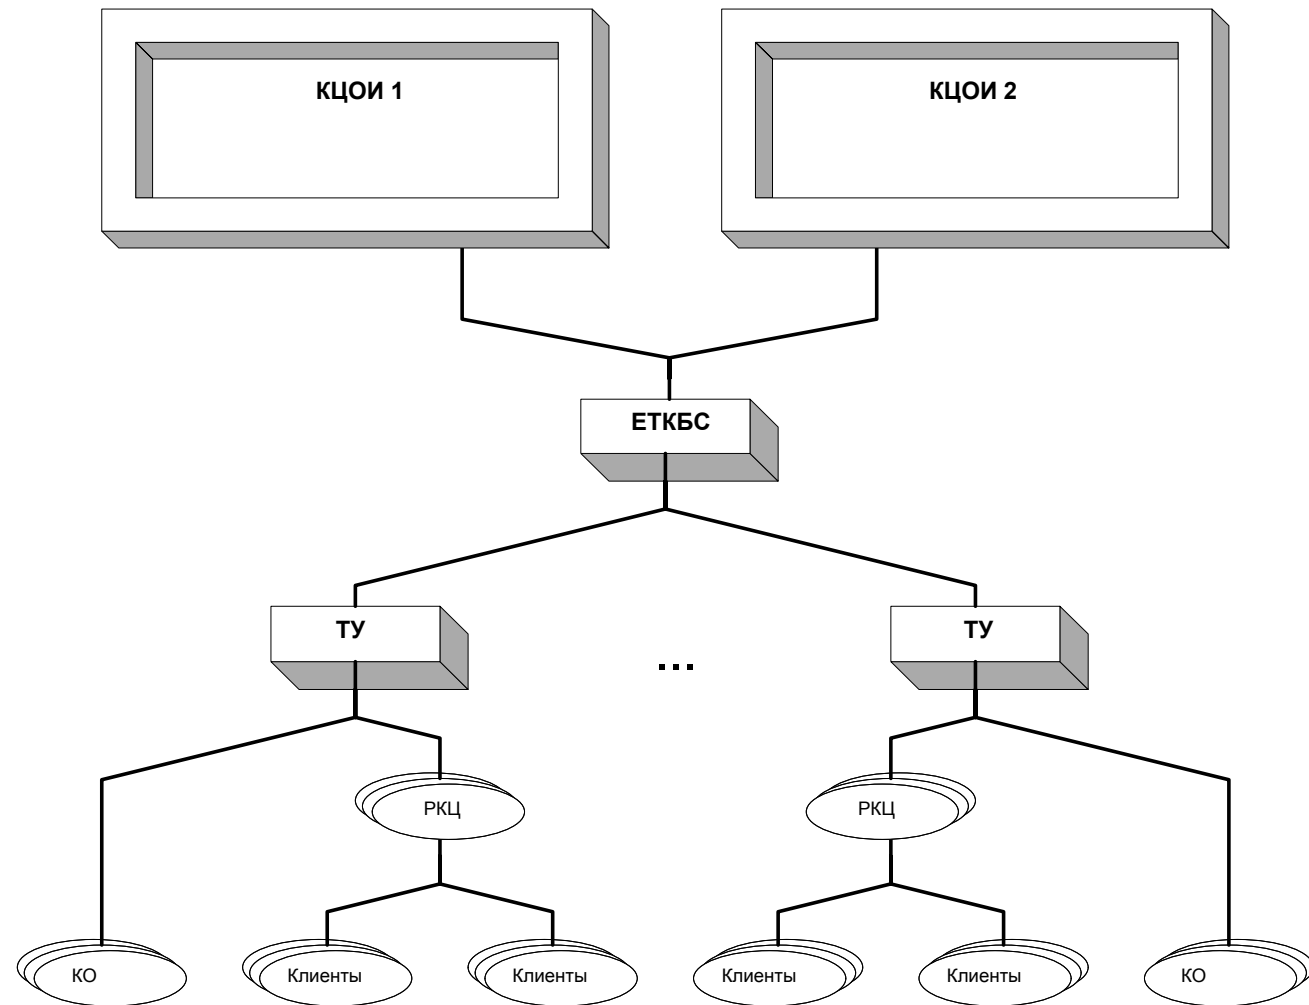 КЦОИ 1
КЦОИ 2
ЕТКБС
ТУ
...
ТУ
РКЦ
РКЦ
КО
Клиенты
Клиенты
Клиенты
Клиенты
КО